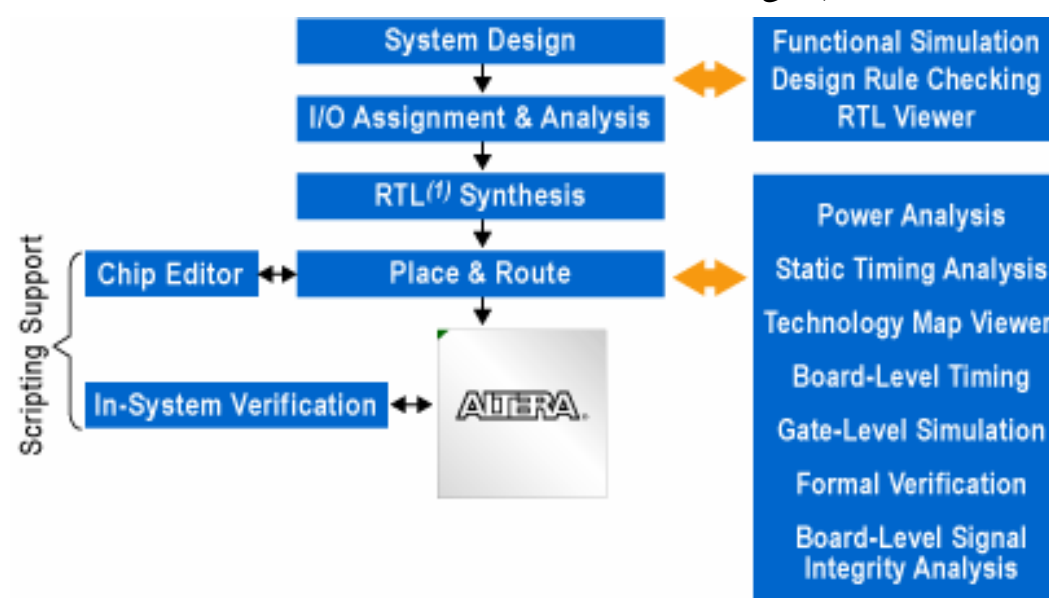 System Design
I/O Assignment & Analysis
RTL(1) Synthesis
Place & Route
Chip Editor
In-System Verification
Scripting Support
ALTERA.
Functional Simulation
Design Rule Checking
RTL Viewer
Power Analysis
Static Timing Analysis
Technology Map Viewer
Board-Level Timing
Gate-Level Simulation
Formal Verification
Board-Level Signal
Integrity Analysis